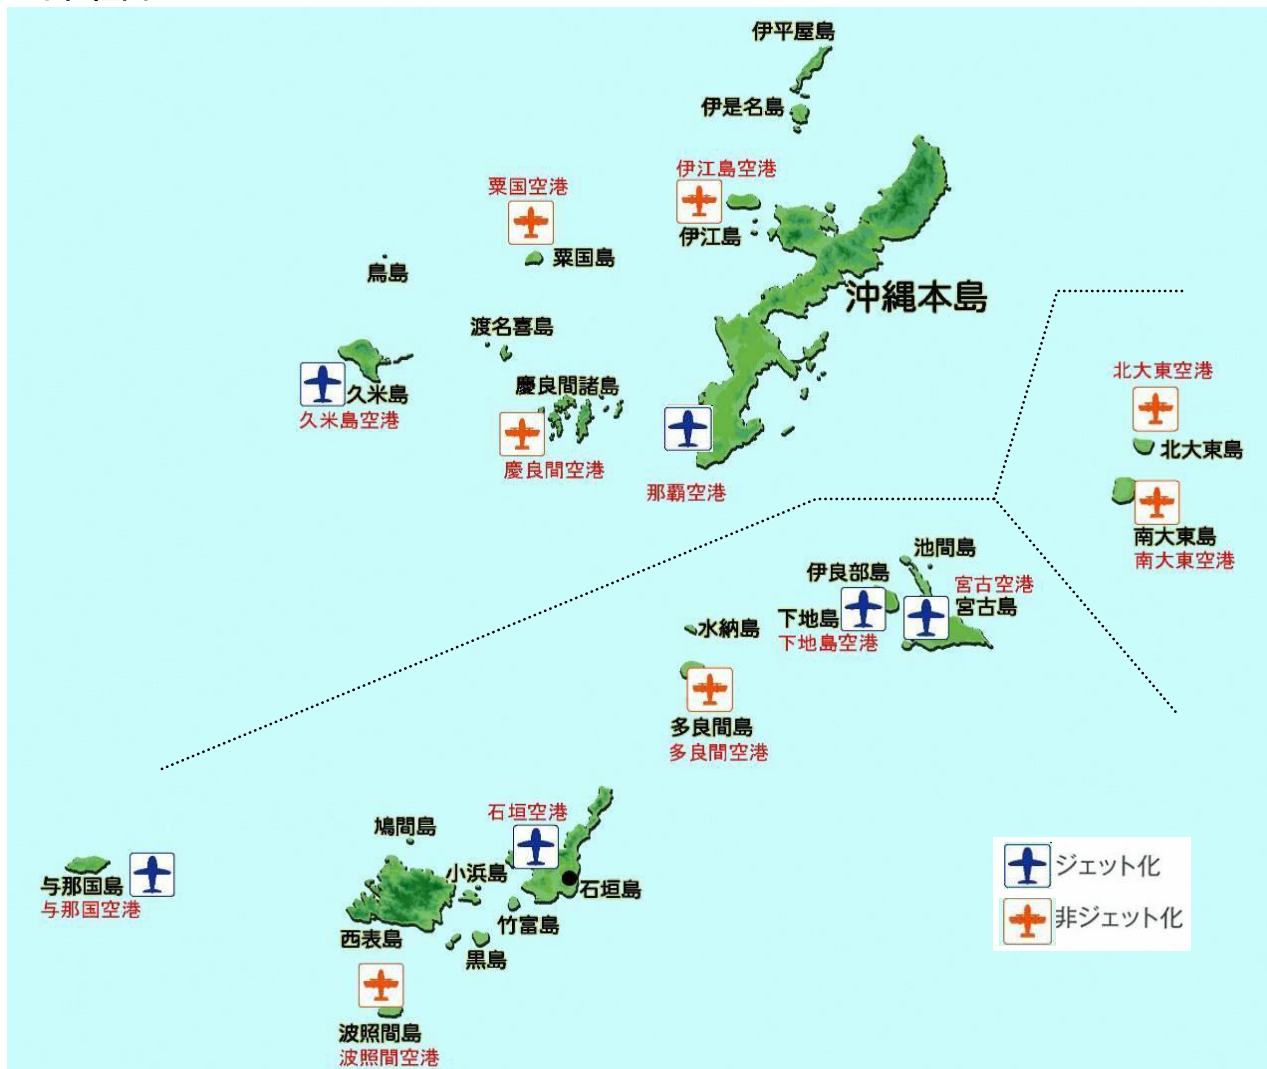 伊平屋島
伊是名島
伊江島空港
伊江島
粟国空港
粟国島
鳥島
沖縄本島
渡名喜島
久米島
久米島空港
慶良間諸島
慶良間空港
那覇空港
北大東空港
北大東島
南大東島
南大東空港
池間島
伊良部島
宮古空港
宮古島
下地島
下地島空港
水納島
多良間島
多良間空港
石垣空港
鳩間島
小浜島
石垣島
与那国島
与那国空港
竹富島
西表島
黒島
波照間島
波照間空港
ジェット化
非ジェット化